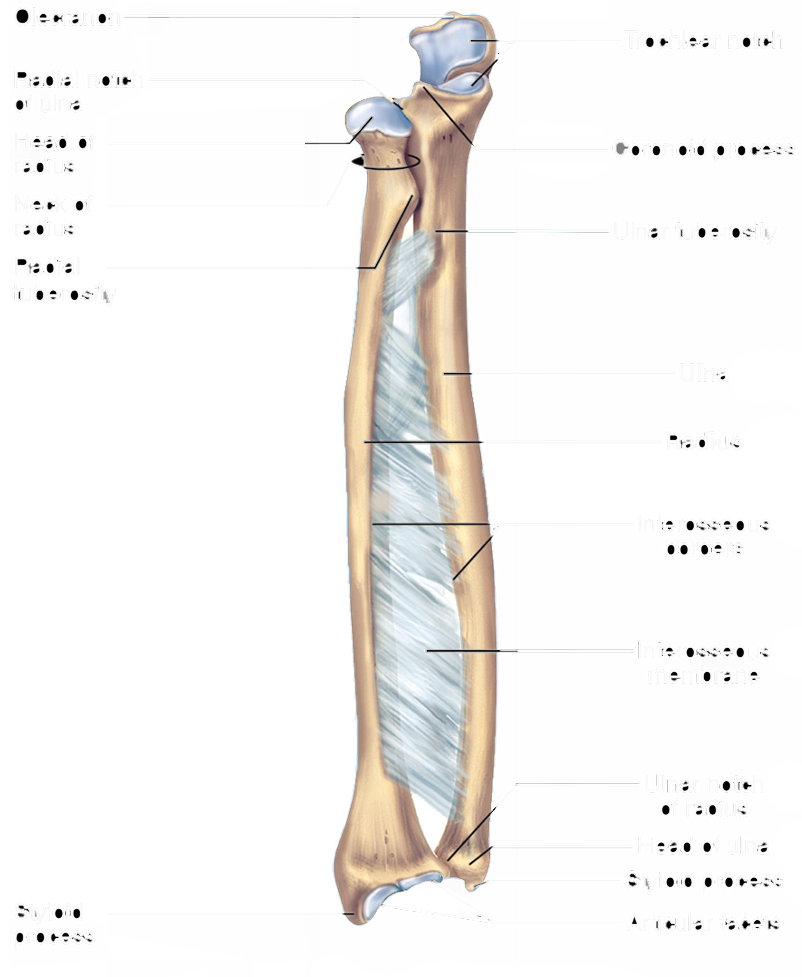 Olecranon
Radial notch
of ulna
Head of
radius
Neck of
radius
Radial
tuberosity
Styloid
process
Trochlear notch
Coronoid process
Ulnar tuberosity
Ulna
Radius
Interosseous
borders
Interosseous
membrane
Ulnar notch
of radius
Head of ulna
Styloid process
Articular facets